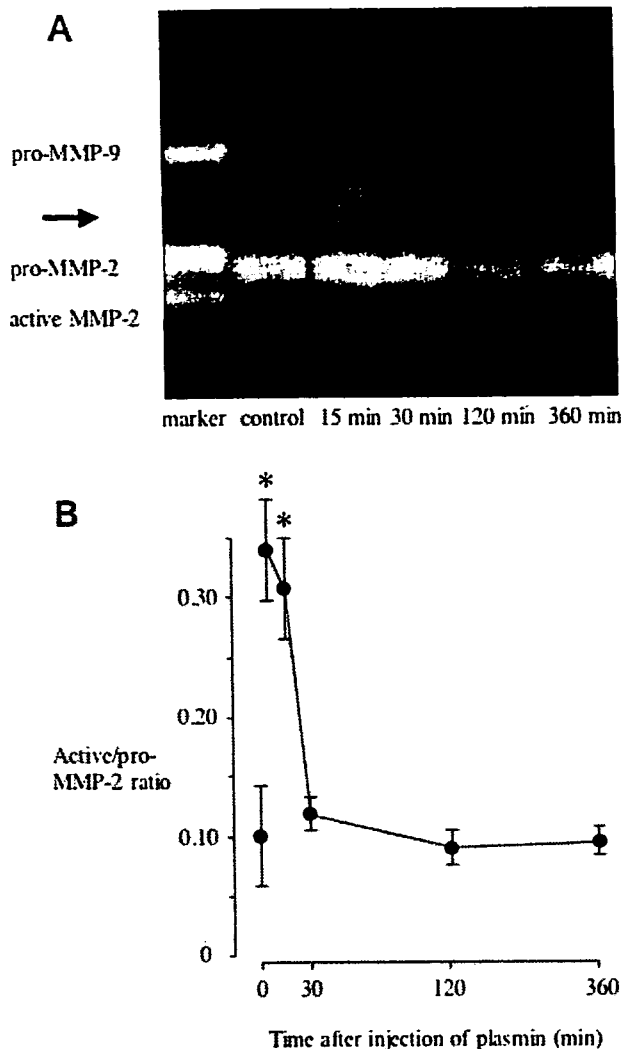 A
pro-MMP-9
pro-MMP-2
active MMP-2
marker control 15 min 30 min 120 min 360 min
B
* *
0.30
0.20
Active/pro-
MMP-2 ratio
0.10
0
0 30 120 360
Time after injection of plasmin (min)